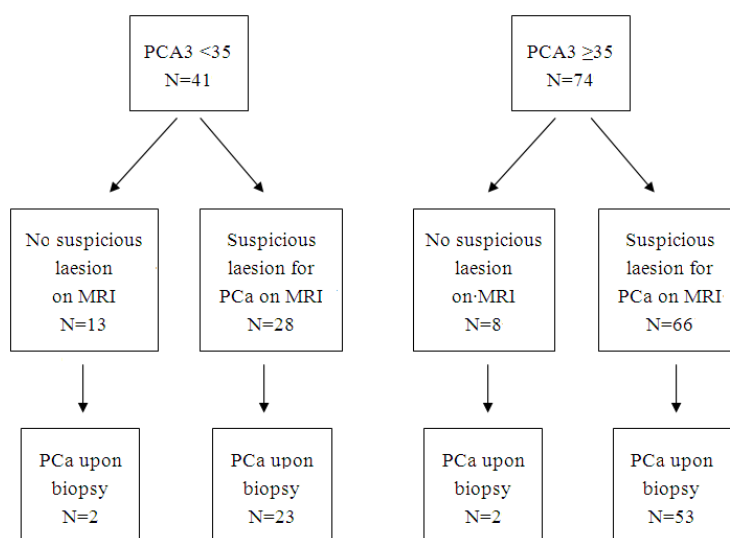 PCA3 <35
N=41
PCA3 ≥35
N=74
No suspicious
laesion
on MRI
N=13
Suspicious
laesion for
PCa on MRI
N=28
No suspicious
laesion
on·MRI
N=8
Suspicious
laesion for
PCa on MRI
N=66
PCa upon
biopsy
N=2
PCa upon
biopsy
N=23
PCa upon
biopsy
N=2
PCa upon
biopsy
N=53